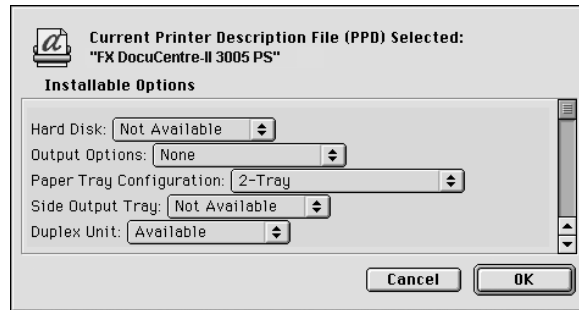 Current Printer Description File (PPD) Selected:
"FX DocuCentre-II 3005 PS"
Installable Options
Hard Disk: Not Available
Output Options: None
Paper Tray Configuration: 2-Tray
Side Output Tray: Not Available
Duplex Unit: Available
Cancel OK